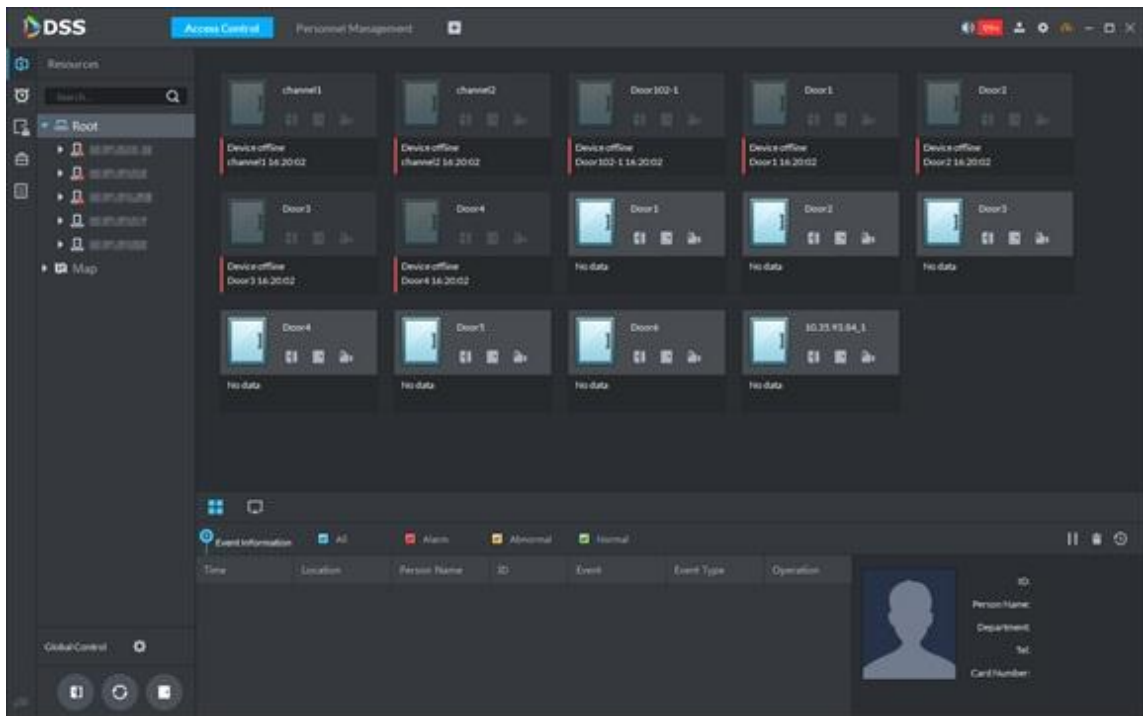 DSS
Access Control
Personnel Management
Resources
Search...
Root
Map
channel1
Device offline
channel1 16:20:02
channel2
Device offline
channel2 16:20:02
Door102-1
Device offline
Door102-1 16:20:02
Door1
Device offline
Door1 16:20:02
Door2
Device offline
Door2 16:20:02
Door3
Device offline
Door3 16:20:02
Door4
Device offline
Door4 16:20:02
Door1
No data
Door2
No data
Door3
No data
Door4
No data
Door5
No data
Door6
No data
10.35.93.84_1
No data
Event Information
All
Alarm
Abnormal
Normal
Time
Location
Person Name
ID
Event
Event Type
Operation
ID:
Person Name:
Department:
Tel:
Card Number:
Global Control